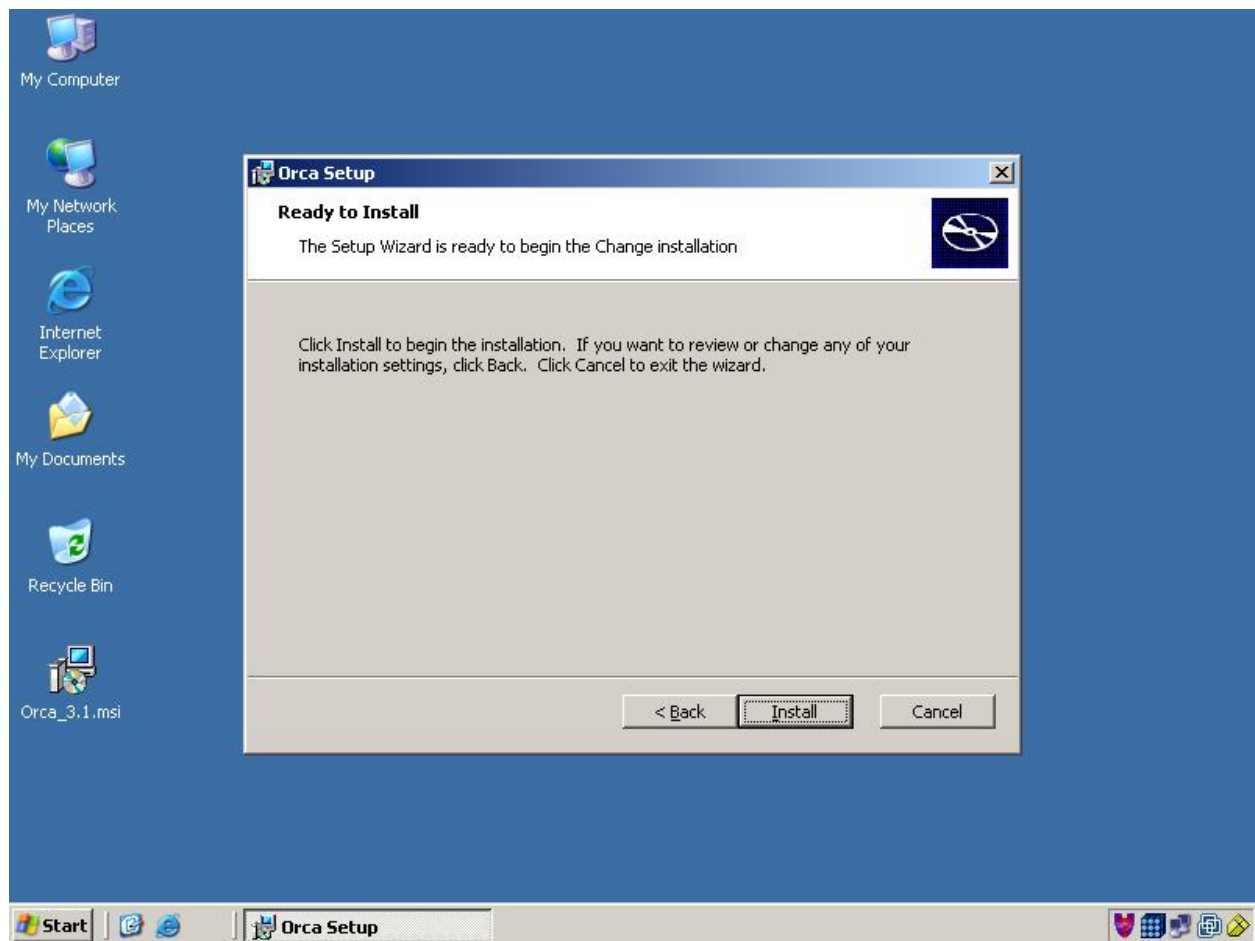 My Computer
My Network
Places
Internet
Explorer
My Documents
Recycle Bin
Orca_3.1.msi
Orca Setup
Ready to Install
The Setup Wizard is ready to begin the Change installation
Click Install to begin the installation.  If you want to review or change any of your
installation settings, click Back.  Click Cancel to exit the wizard.
< Back
Install
Cancel
Start
Orca Setup